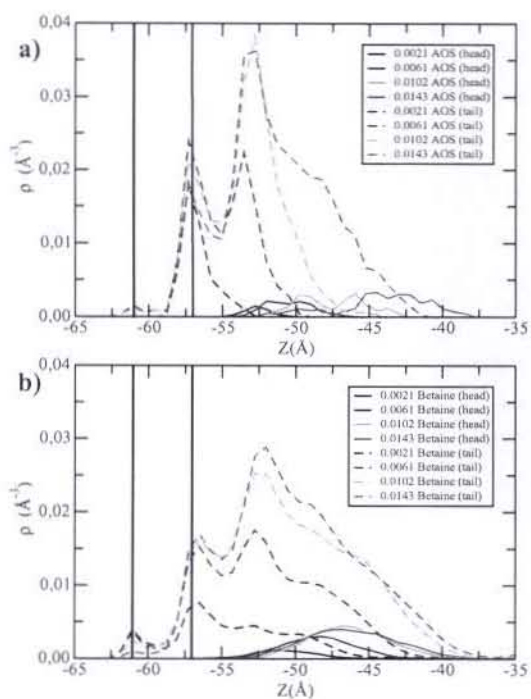 a)
0,04
0,03
0,02
0,01
0,00
ρ (Å⁻³)
0.0021 AOS (head)
0.0061 AOS (head)
0.0102 AOS (head)
0.0143 AOS (head)
0.0021 AOS (tail)
0.0061 AOS (tail)
0.0102 AOS (tail)
0.0143 AOS (tail)
-65 -60 -55 -50 -45 -40 -35
Z(Å)
b)
0,04
0,03
0,02
0,01
0,00
ρ (Å⁻³)
0.0021 Betaine (head)
0.0061 Betaine (head)
0.0102 Betaine (head)
0.0143 Betaine (head)
0.0021 Betaine (tail)
0.0061 Betaine (tail)
0.0102 Betaine (tail)
0.0143 Betaine (tail)
-65 -60 -55 -50 -45 -40 -35
Z(Å)